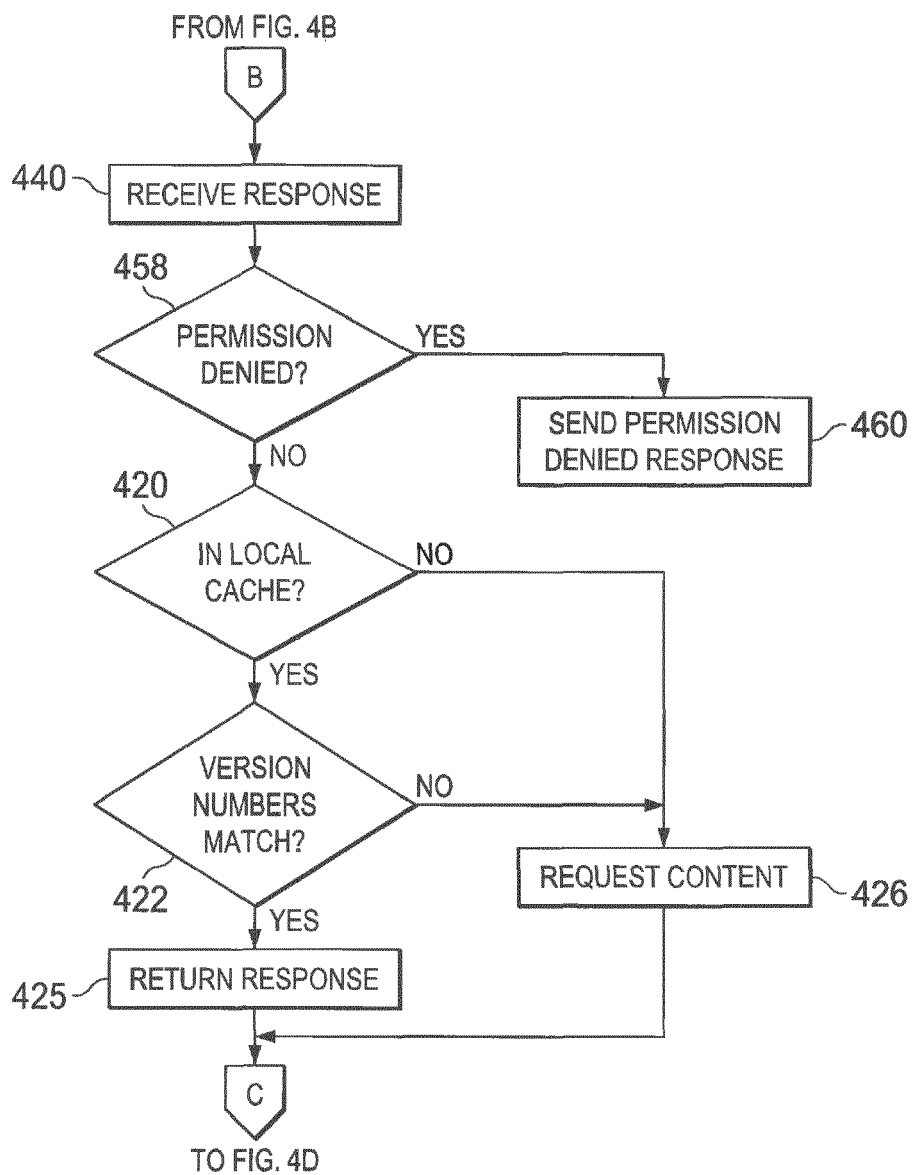 FROM FIG. 4B
B
440
RECEIVE RESPONSE
458
PERMISSION
DENIED?
YES
SEND PERMISSION
DENIED RESPONSE
460
NO
420
IN LOCAL
CACHE?
NO
YES
VERSION
NUMBERS
MATCH?
NO
422
REQUEST CONTENT
426
YES
RETURN RESPONSE
425
C
TO FIG. 4D